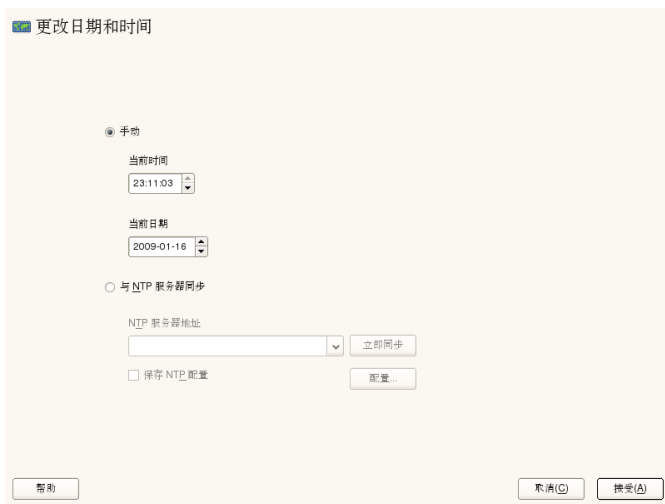 更改日期和时间
手动
当前时间
23:11:03
当前日期
2009-01-16
与 NTP 服务器同步
NTP 服务器地址
立即同步
保存 NTP 配置
配置...
帮助
取消(C)
接受(A)